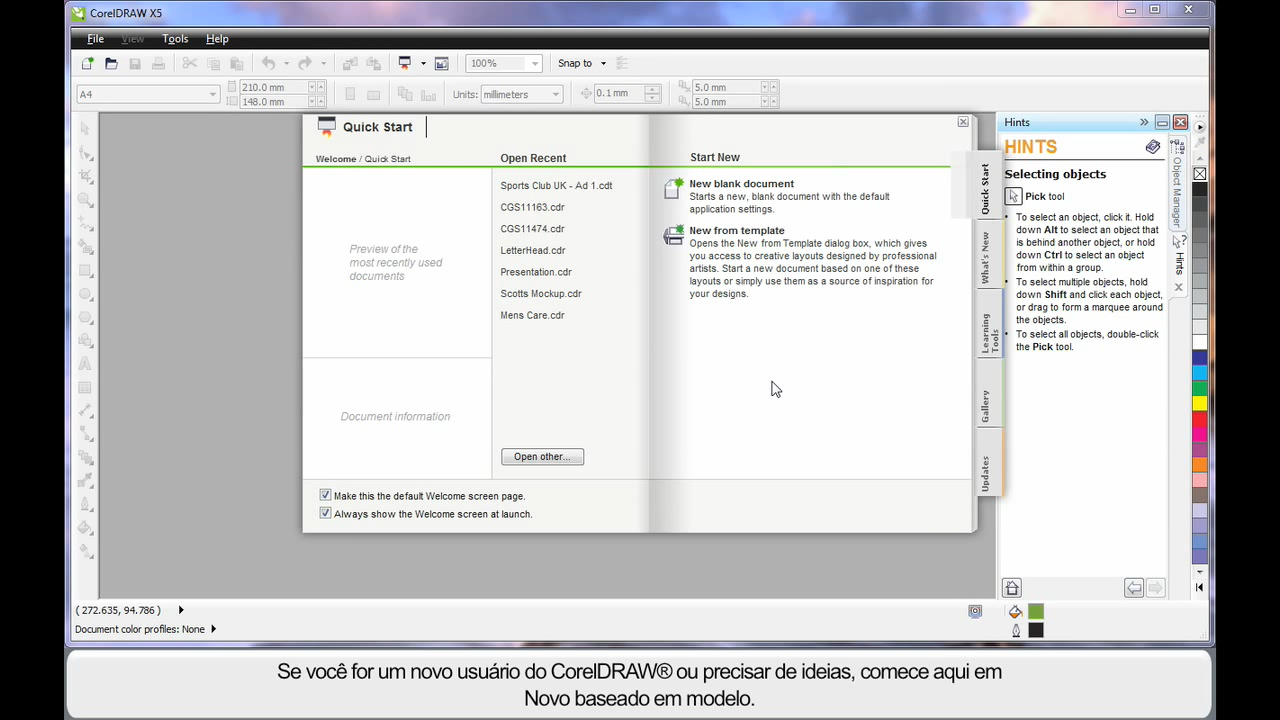 CorelDRAW X5
File View Tools Help
100% Snap to
A4 210.0 mm 148.0 mm Units: millimeters 0.1 mm 5.0 mm 5.0 mm
Quick Start
Welcome / Quick Start
Preview of the
most recently used
documents
Document information
Open Recent
Sports Club UK - Ad 1.cdt
CGS11163.cdr
CGS11474.cdr
LetterHead.cdr
Presentation.cdr
Scotts Mockup.cdr
Mens Care.cdr
Open other...
Make this the default Welcome screen page.
Always show the Welcome screen at launch.
Start New
New blank document
Starts a new, blank document with the default
application settings.
New from template
Opens the New from Template dialog box, which gives
you access to creative layouts designed by professional
artists. Start a new document based on one of these
layouts or simply use them as a source of inspiration for
your designs.
Quick Start
What's New
Learning
Tools
Gallery
Updates
Hints
HINTS
Selecting objects
Pick tool
• To select an object, click it. Hold
down Alt to select an object that
is behind another object, or hold
down Ctrl to select an object
from within a group.
• To select multiple objects, hold
down Shift and click each object,
or drag to form a marquee around
the objects.
• To select all objects, double-click
the Pick tool.
Object Manager
Hints
( 272.635, 94.786 )
Document color profiles: None
Se você for um novo usuário do CorelDRAW® ou precisar de ideias, comece aqui em
Novo baseado em modelo.